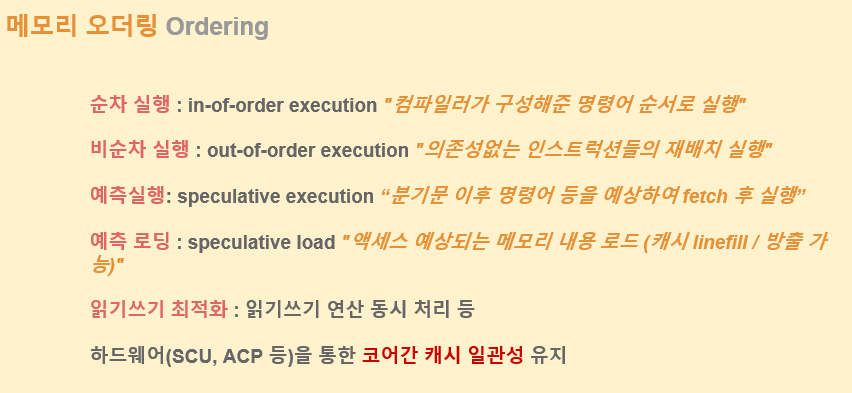 메모리 오더링 Ordering
순차 실행 : in-of-order execution "컴파일러가 구성해준 명령어 순서로 실행"
비순차 실행 : out-of-order execution "의존성없는 인스트럭션들의 재배치 실행"
예측실행: speculative execution “분기문 이후 명령어 등을 예상하여 fetch 후 실행”
예측 로딩 : speculative load "액세스 예상되는 메모리 내용 로드 (캐시 linefill / 방출 가
능)"
읽기쓰기 최적화 : 읽기쓰기 연산 동시 처리 등
하드웨어(SCU, ACP 등)을 통한 코어간 캐시 일관성 유지